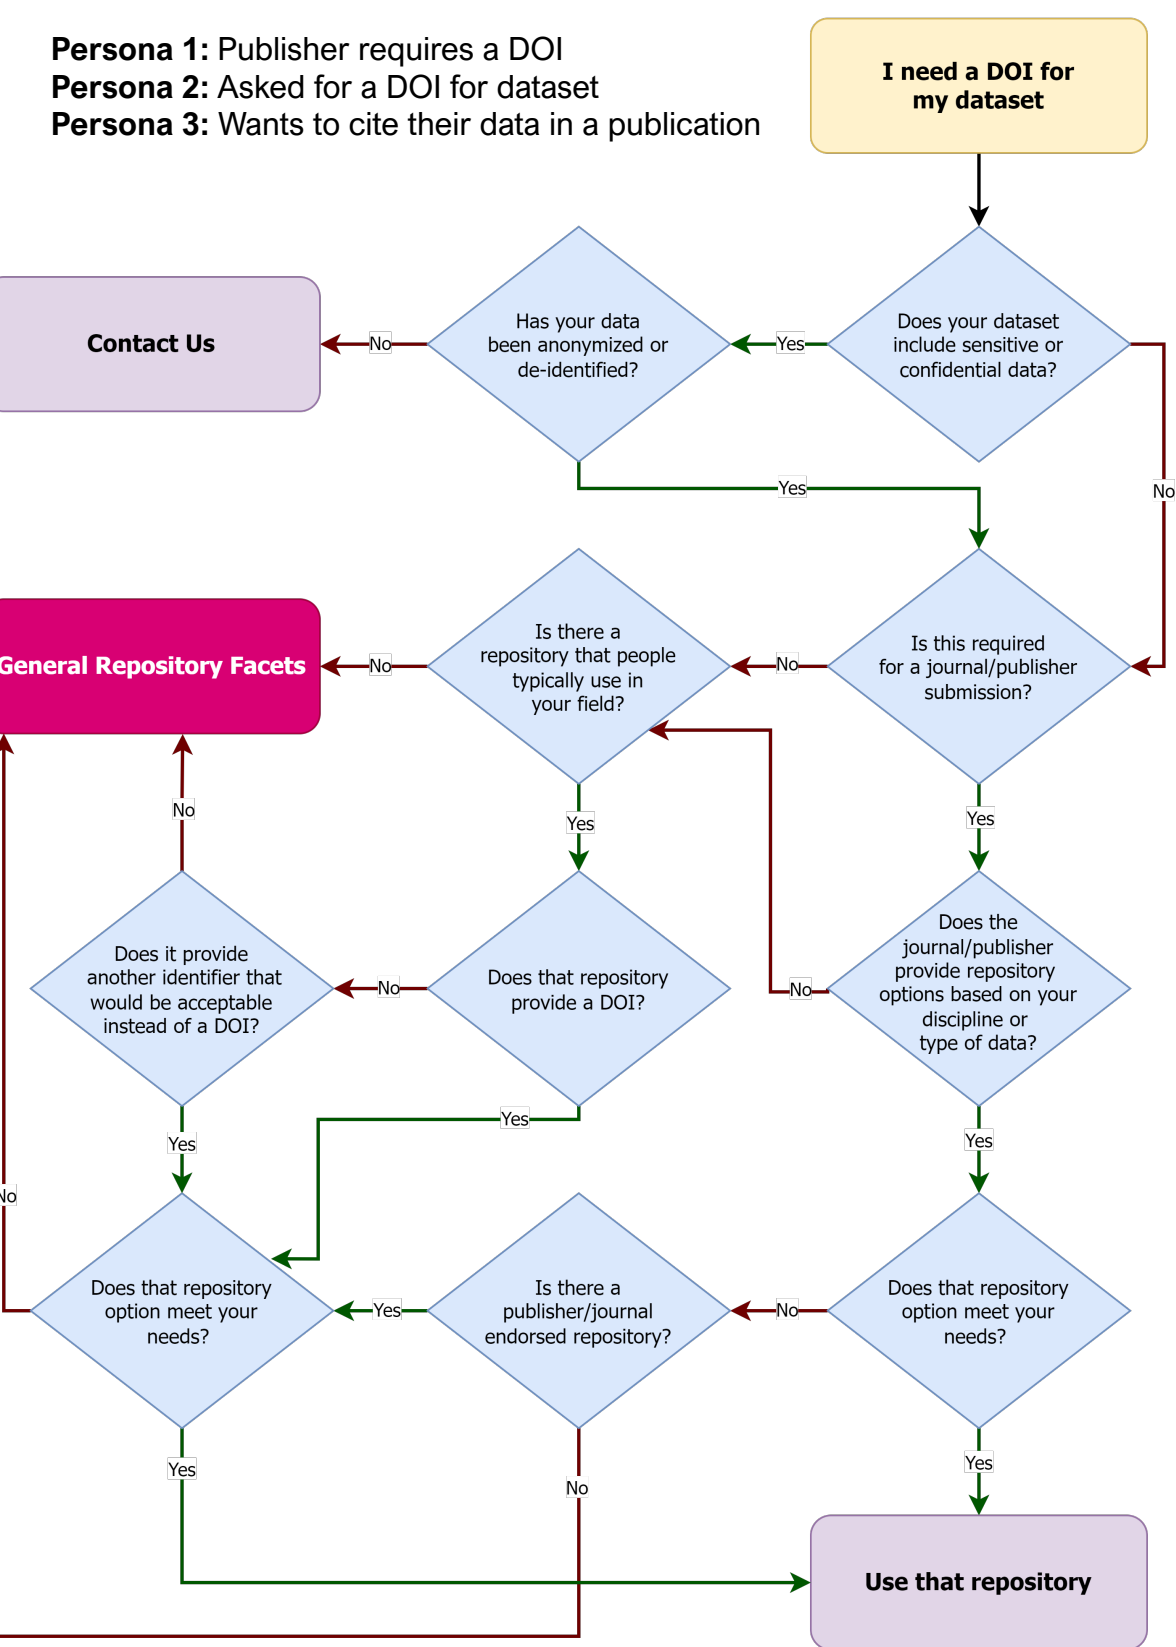 Persona 1: Publisher requires a DOI
Persona 2: Asked for a DOI for dataset
Persona 3: Wants to cite their data in a publication
I need a DOI for
my dataset
Contact Us
No
Has your data
been anonymized or
de-identified?
Yes
Does your dataset
include sensitive or
confidential data?
Yes
No
General Repository Facets
No
Is there a
repository that people
typically use in
your field?
No
Is this required
for a journal/publisher
submission?
No
Yes
Yes
Does it provide
another identifier that
would be acceptable
instead of a DOI?
No
Does that repository
provide a DOI?
No
Does the
journal/publisher
provide repository
options based on your
discipline or
type of data?
Yes
Yes
Yes
No
Does that repository
option meet your
needs?
Yes
Is there a
publisher/journal
endorsed repository?
No
Does that repository
option meet your
needs?
Yes
No
Yes
Use that repository